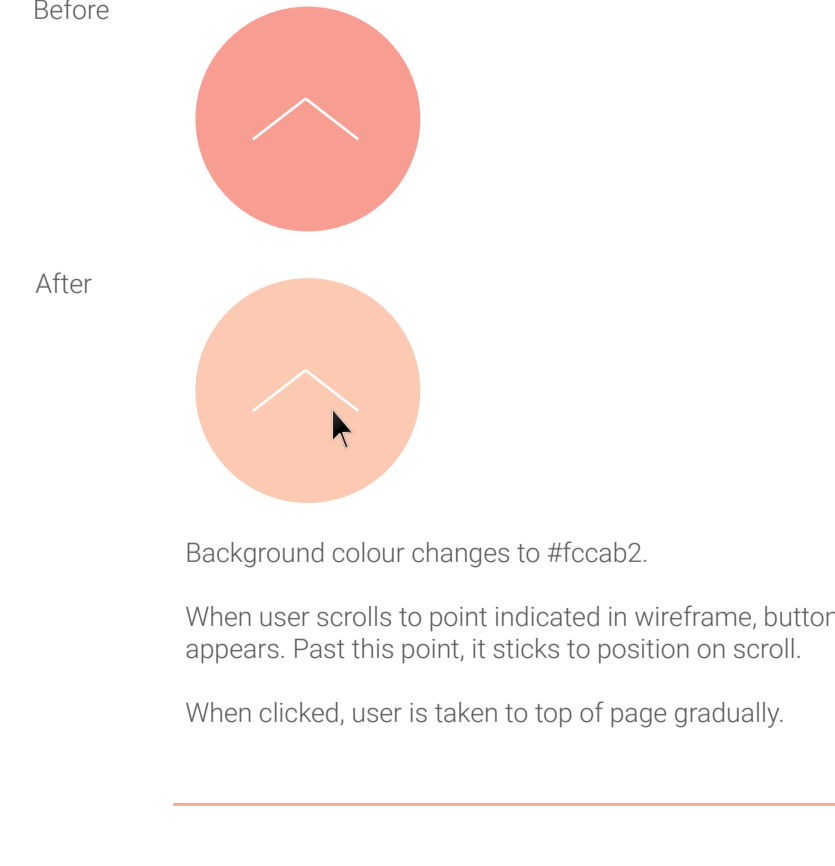 Before
After
Background colour changes to #fccab2.
When user scrolls to point indicated in wireframe, button
appears. Past this point, it sticks to position on scroll.
When clicked, user is taken to top of page gradually.